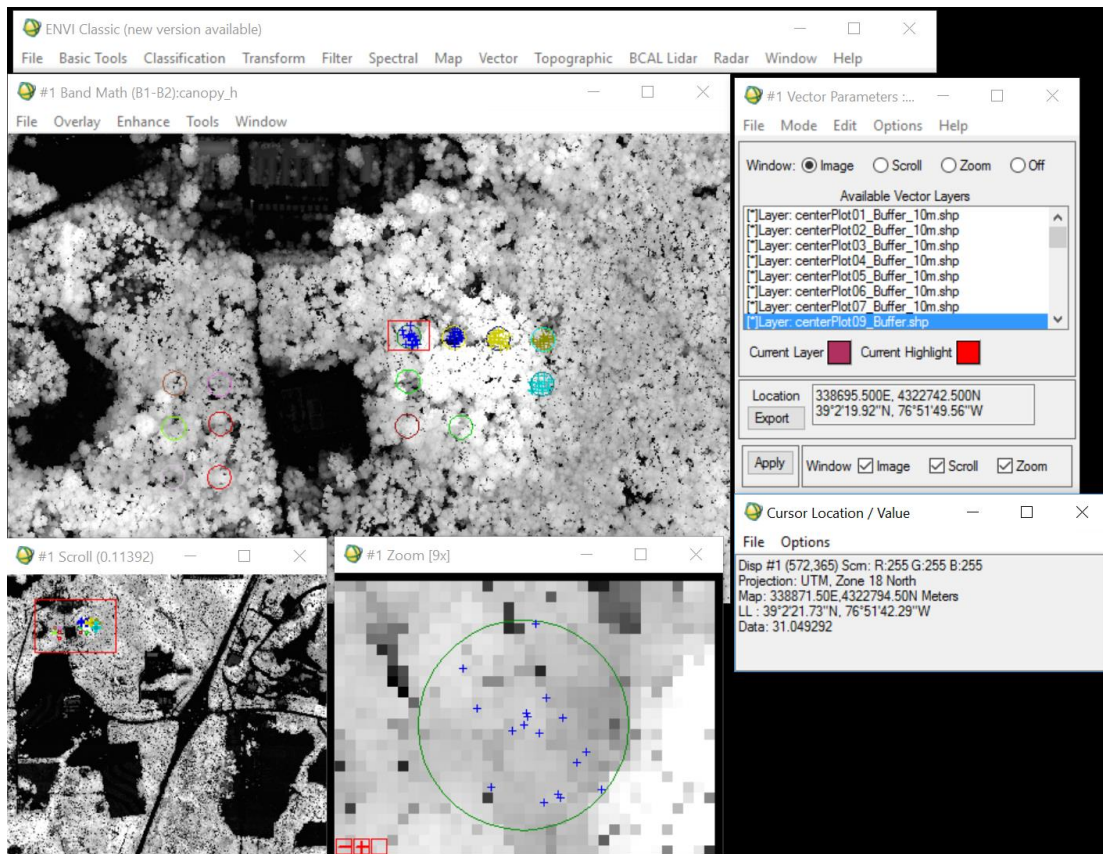 ENVI Classic (new version available)
File Basic Tools Classification Transform Filter Spectral Map Vector Topographic BCAL Lidar Radar Window Help
#1 Band Math (B1-B2):canopy_h
File Overlay Enhance Tools Window
#1 Vector Parameters :...
File Mode Edit Options Help
Window: Image Scroll Zoom Off
Available Vector Layers
[*]Layer: centerPlot01_Buffer_10m.shp
[*]Layer: centerPlot02_Buffer_10m.shp
[*]Layer: centerPlot03_Buffer_10m.shp
[*]Layer: centerPlot04_Buffer_10m.shp
[*]Layer: centerPlot05_Buffer_10m.shp
[*]Layer: centerPlot06_Buffer_10m.shp
[*]Layer: centerPlot07_Buffer_10m.shp
[*]Layer: centerPlot09_Buffer.shp
Current Layer Current Highlight
Location 338695.500E, 4322742.500N
Export 39°2'19.92"N, 76°51'49.56"W
Apply Window Image Scroll Zoom
Cursor Location / Value
File Options
Disp #1 (572,365) Scrn: R:255 G:255 B:255
Projection: UTM, Zone 18 North
Map: 338871.50E,4322794.50N Meters
LL : 39°2'21.73"N, 76°51'42.29"W
Data: 31.049292
#1 Scroll (0.11392)
#1 Zoom [9x]